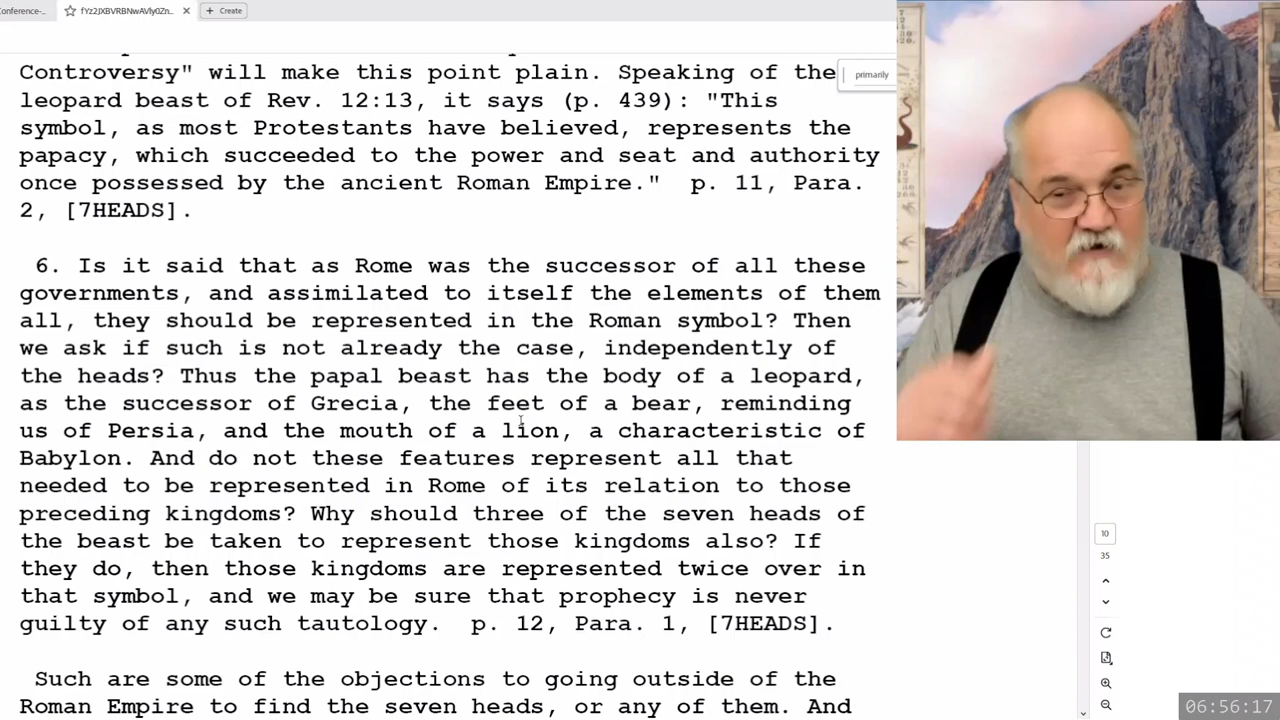 onference-..
fYz2JXBVRBNwAVly0Zn..
Create
Controversy" will make this point plain. Speaking of the
leopard beast of Rev. 12:13, it says (p. 439): "This
symbol, as most Protestants have believed, represents the
papacy, which succeeded to the power and seat and authority
once possessed by the ancient Roman Empire."  p. 11, Para.
2, [7HEADS].
6. Is it said that as Rome was the successor of all these
governments, and assimilated to itself the elements of them
all, they should be represented in the Roman symbol? Then
we ask if such is not already the case, independently of
the heads? Thus the papal beast has the body of a leopard,
as the successor of Grecia, the feet of a bear, reminding
us of Persia, and the mouth of a lion, a characteristic of
Babylon. And do not these features represent all that
needed to be represented in Rome of its relation to those
preceding kingdoms? Why should three of the seven heads of
the beast be taken to represent those kingdoms also? If
they do, then those kingdoms are represented twice over in
that symbol, and we may be sure that prophecy is never
guilty of any such tautology.  p. 12, Para. 1, [7HEADS].
Such are some of the objections to going outside of the
Roman Empire to find the seven heads, or any of them. And
primarily
10
35
06:56:17